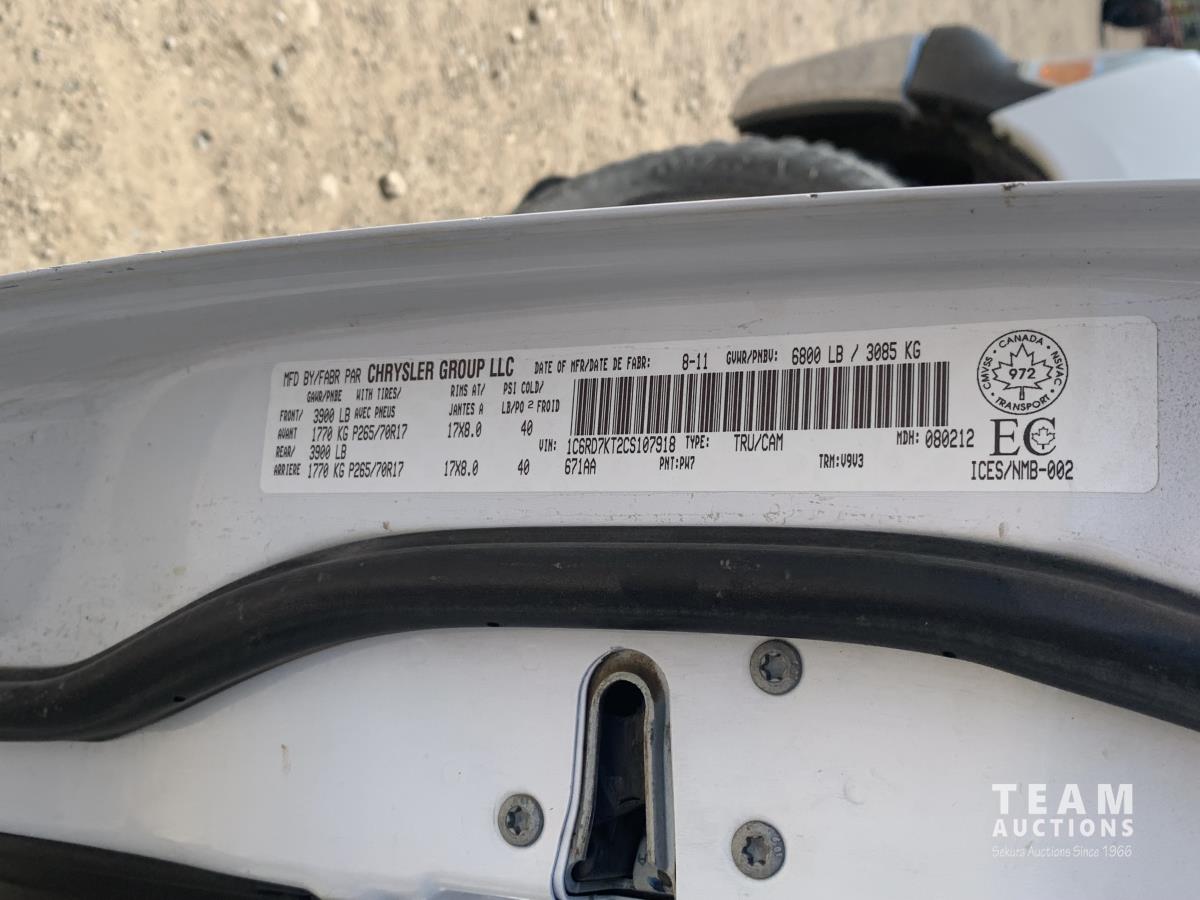 MFD BY/FABR PAR CHRYSLER GROUP LLC DATE OF MFR/DATE DE FABR: 8-11 GVWR/PNBV: 6800 LB / 3085 KG
GAWR/PNBE WITH TIRES/ RIMS AT/ PSI COLD/
FRONT/ 3900 LB AVEC PNEUS JANTES A LB/PO² FROID
AVANT 1770 KG P265/70R17 17X8.0 40
REAR/ 3900 LB
ARRIERE 1770 KG P265/70R17 17X8.0 40
VIN: 1C6RD7KT2CS107918 TYPE: TRU/CAM MDH: 080212
671AA PNT:PW7 TRM:V9V3
CANADA
CMVSS NSVAC
972
TRANSPORT
EC
ICES/NMB-002
TEAM
AUCTIONS
Sekura Auctions Since 1966